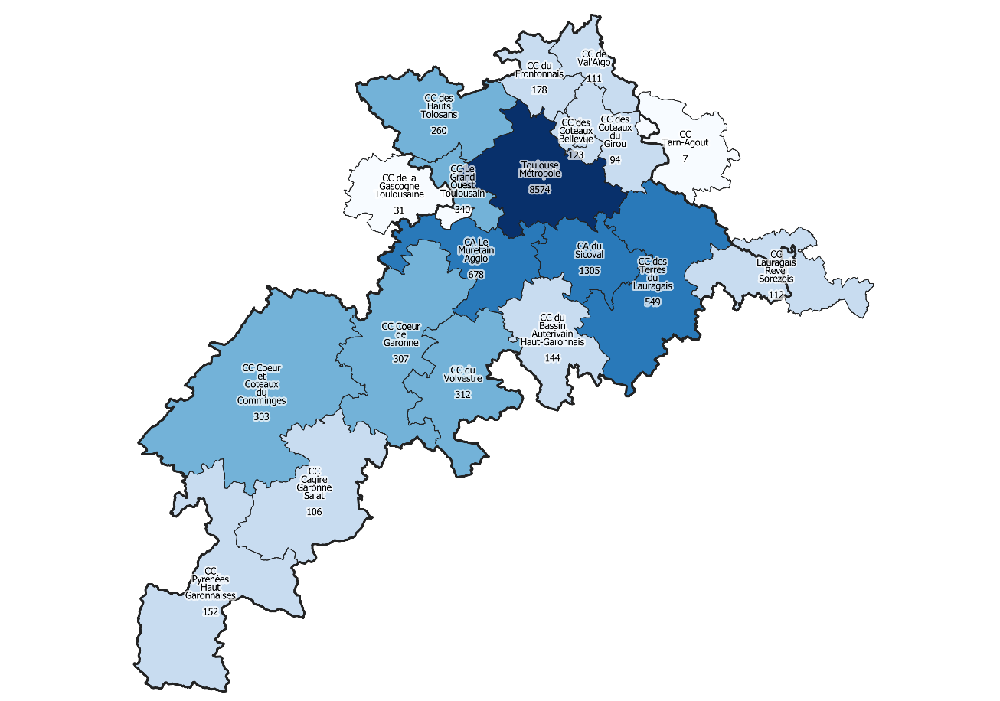 CC de
Val'Aïgo
111
CC du
Frontonnais
178
CC des
Hauts
Tolosans
260
CC des
Coteaux
Bellevue
123
CC des
Coteaux
du
Girou
94
CC
Tarn-Agout
7
CC de la
Gascogne
Toulousaine
31
CC Le
Grand
Ouest
Toulousain
340
Toulouse
Métropole
8574
CA Le
Muretain
Agglo
678
CA du
Sicoval
1305
CC des
Terres
du
Lauragais
549
CC
Lauragais
Revel
Sorezois
112
CC du
Bassin
Auterivain
Haut-Garonnais
144
CC Coeur
de
Garonne
307
CC du
Volvestre
312
CC Coeur
et
Coteaux
du
Comminges
303
CC
Cagire
Garonne
Salat
106
CC
Pyrénées
Haut
Garonnaises
152